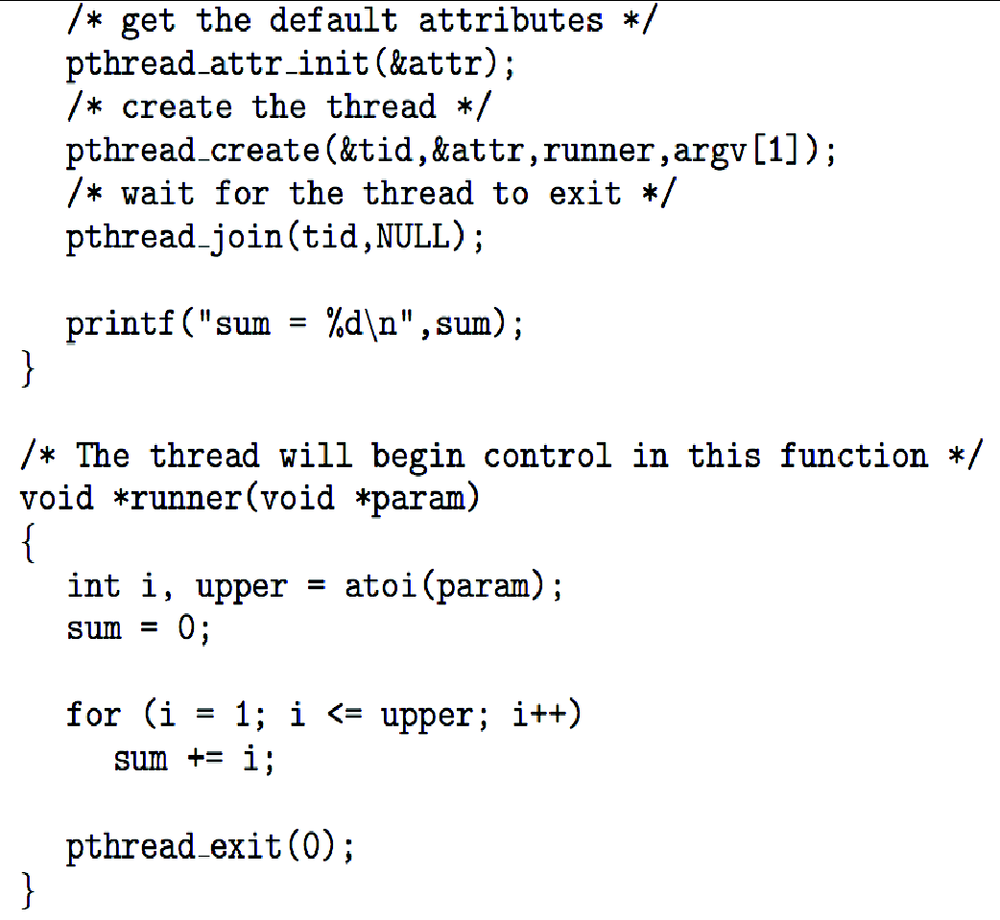 /* get the default attributes */
pthread_attr_init(&attr);
/* create the thread */
pthread_create(&tid,&attr,runner,argv[1]);
/* wait for the thread to exit */
pthread_join(tid,NULL);
printf("sum = %d\n",sum);
}
/* The thread will begin control in this function */
void *runner(void *param)
{
int i, upper = atoi(param);
sum = 0;
for (i = 1; i <= upper; i++)
sum += i;
pthread_exit(0);
}